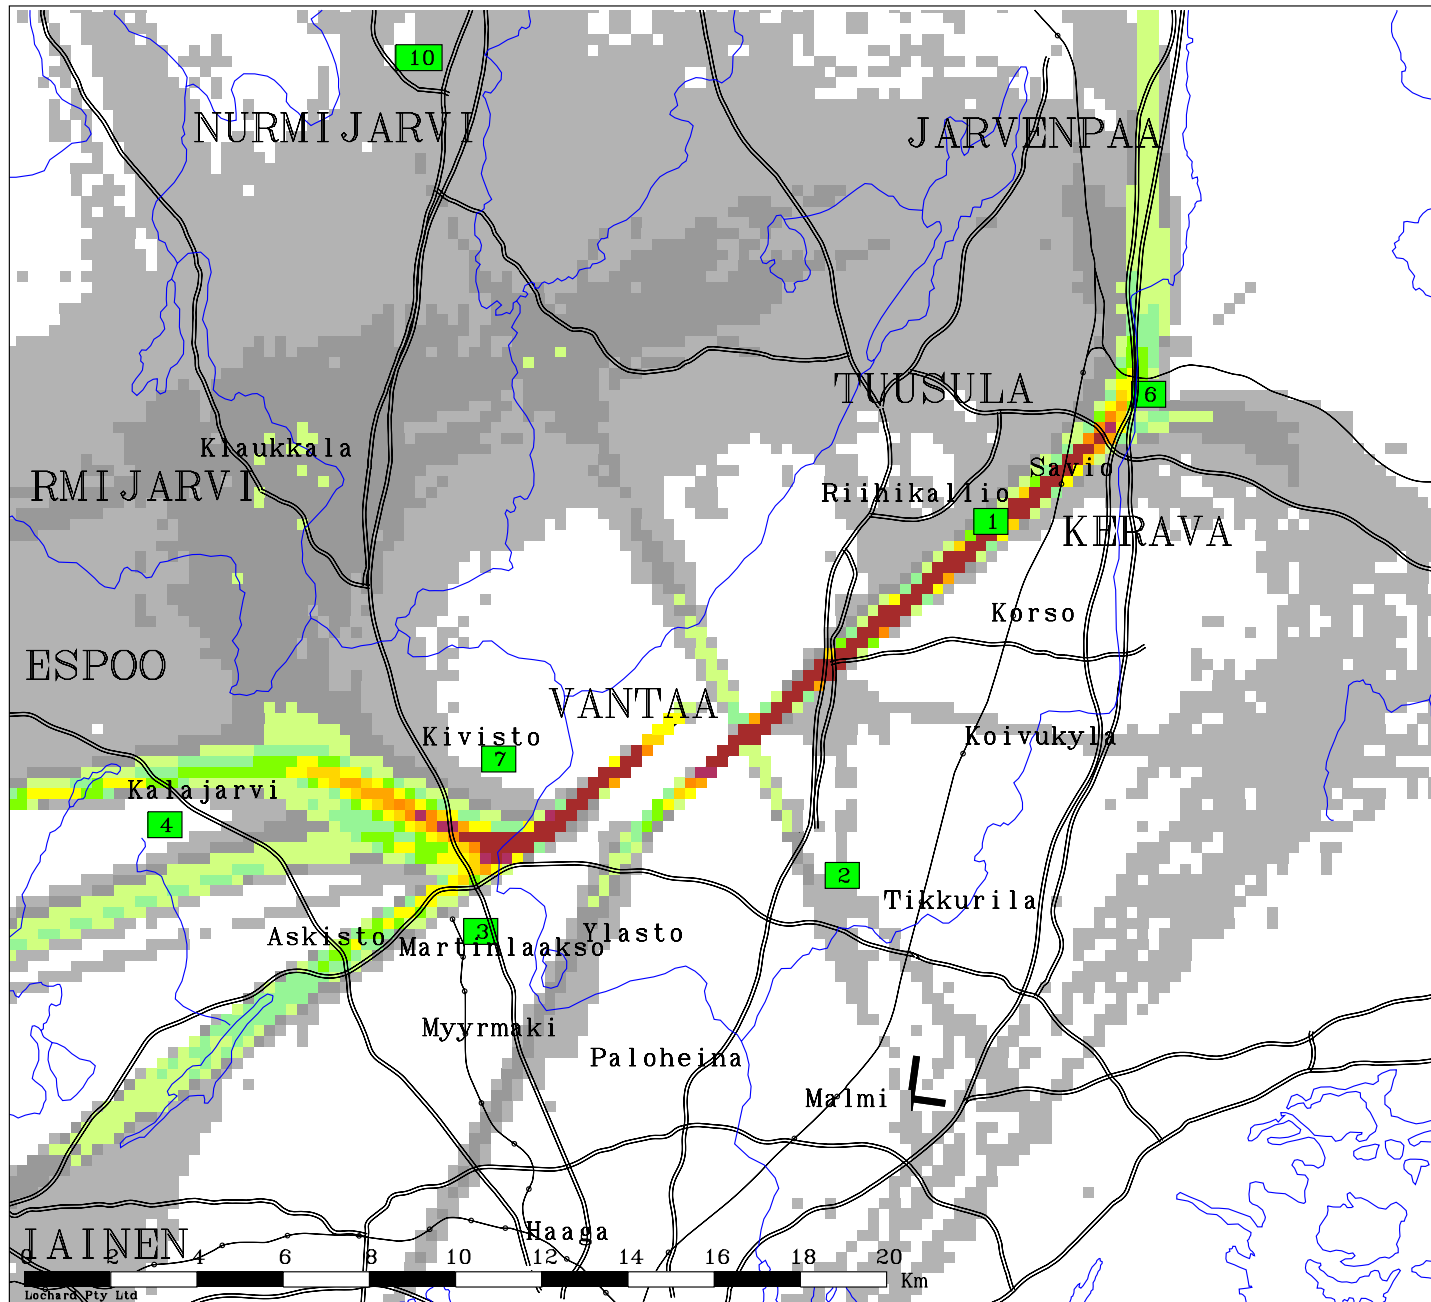 10
NURMIJARVI
JARVENPAA
TUUSULA
6
Klaukkala
Savio
RMIJARVI
Riihikallio
1
KERAVA
Korso
ESPOO
VANTAA
Kivisto
Koivukyla
7
Kalajarvi
4
2
Tikkurila
3
Askisto
Martinlaakso
Ylasto
Myyrmaki
Paloheina
Malmi
Haaga
IAINEN
0 2 4 6 8 10 12 14 16 18 20
Km
Lochard Pty Ltd